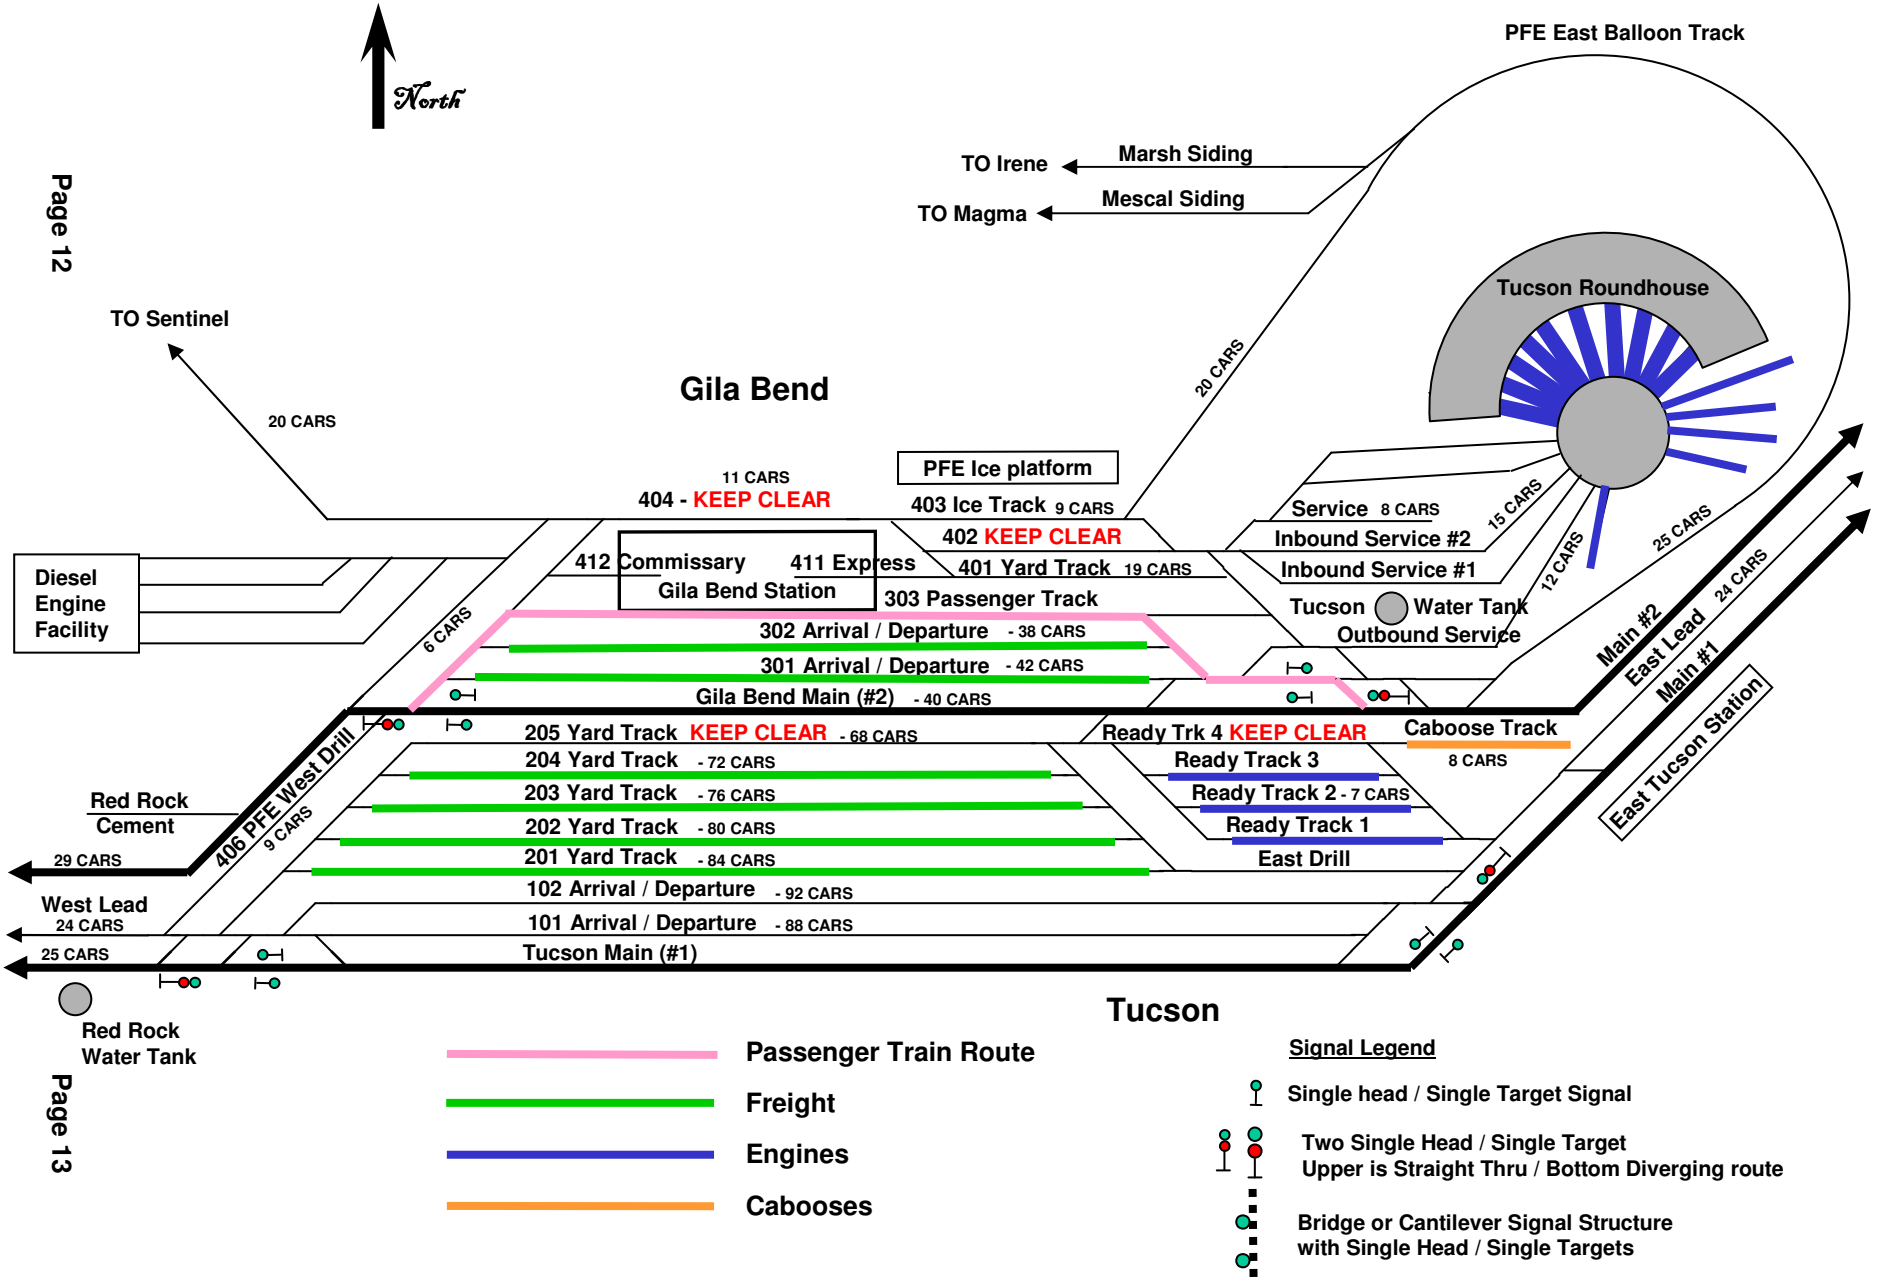 PFE East Balloon Track
North
TO Irene
Marsh Siding
Mescal Siding
TO Magma
Page 12
Tucson Roundhouse
TO Sentinel
20 CARS
Gila Bend
20 CARS
PFE Ice platform
11 CARS
404 - KEEP CLEAR
403 Ice Track 9 CARS
Service 8 CARS
15 CARS
25 CARS
402 KEEP CLEAR
Inbound Service #2
412 Commissary
411 Express
401 Yard Track 19 CARS
Inbound Service #1
12 CARS
24 CARS
Diesel
Engine
Facility
Gila Bend Station
303 Passenger Track
Tucson Water Tank
6 CARS
302 Arrival / Departure - 38 CARS
Outbound Service
Main #2
East Lead
Main #1
301 Arrival / Departure - 42 CARS
Gila Bend Main (#2) - 40 CARS
East Tucson Station
205 Yard Track KEEP CLEAR - 68 CARS
Ready Trk 4 KEEP CLEAR
Caboose Track
204 Yard Track - 72 CARS
Ready Track 3
8 CARS
203 Yard Track - 76 CARS
Ready Track 2 - 7 CARS
Red Rock
Cement
406 PFE West Drill
9 CARS
202 Yard Track - 80 CARS
Ready Track 1
29 CARS
201 Yard Track - 84 CARS
East Drill
102 Arrival / Departure - 92 CARS
West Lead
24 CARS
101 Arrival / Departure - 88 CARS
25 CARS
Tucson Main (#1)
Red Rock
Water Tank
Tucson
Page 13
Passenger Train Route
Freight
Engines
Cabooses
Signal Legend
Single head / Single Target Signal
Two Single Head / Single Target
Upper is Straight Thru / Bottom Diverging route
Bridge or Cantilever Signal Structure
with Single Head / Single Targets